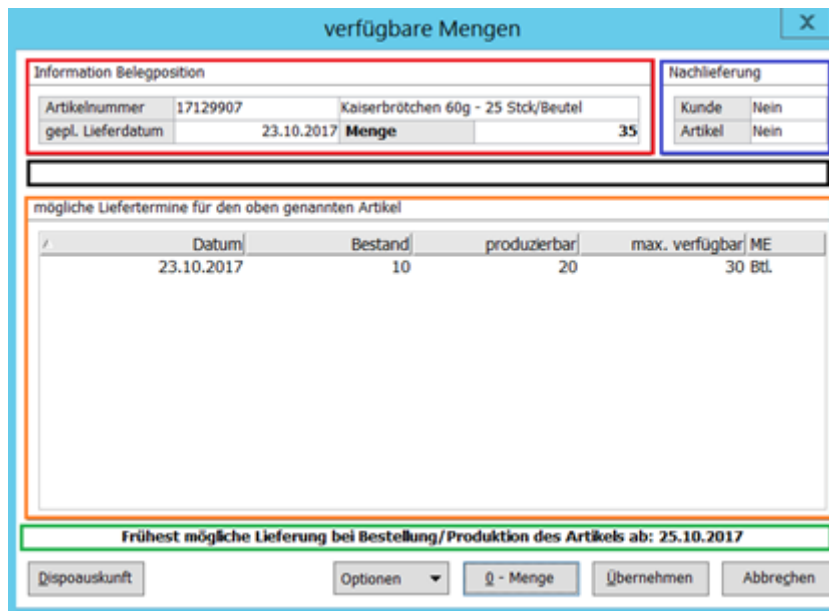 verfügbare Mengen X
Information Belegposition
Artikelnummer 17129907 Kaiserbrötchen 60g - 25 Stck/Beutel
gepl. Lieferdatum 23.10.2017 Menge 35
Nachlieferung
Kunde Nein
Artikel Nein
mögliche Liefertermine für den oben genannten Artikel
Datum Bestand produzierbar max. verfügbar ME
23.10.2017 10 20 30 Btl.
Frühest mögliche Lieferung bei Bestellung/Produktion des Artikels ab: 25.10.2017
Dispoauskunft Optionen 0 - Menge Übernehmen Abbrechen